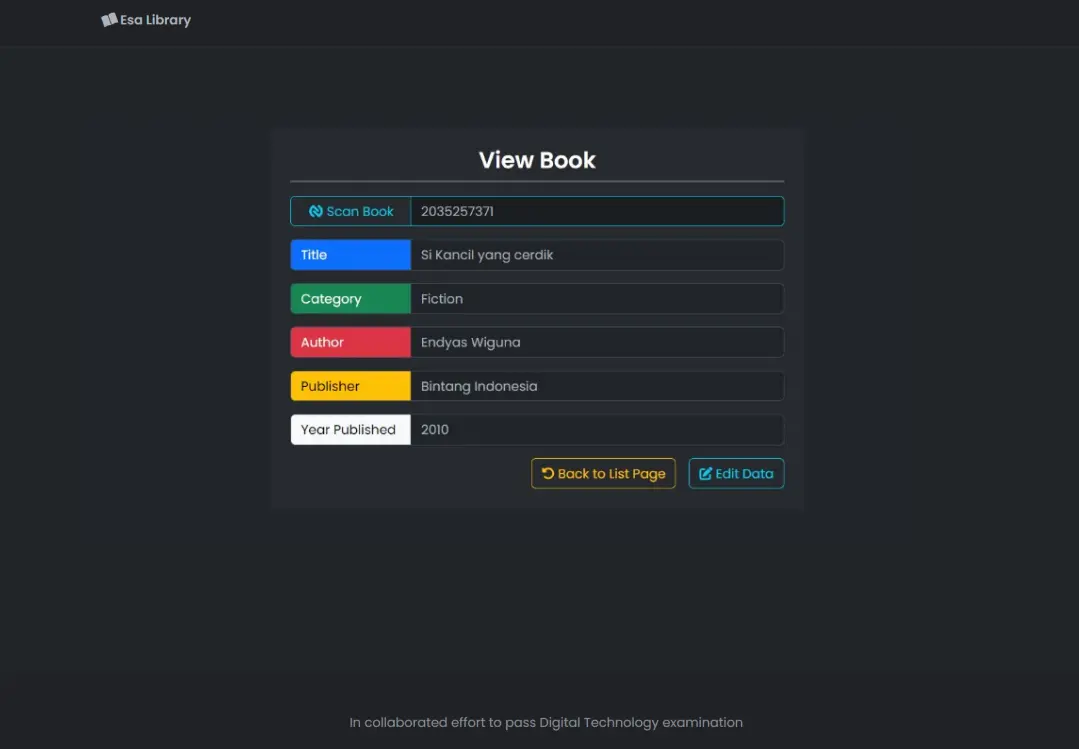 Esa Library
View Book
Scan Book 2035257371
Title Si Kancil yang cerdik
Category Fiction
Author Endyas Wiguna
Publisher Bintang Indonesia
Year Published 2010
Back to List Page Edit Data
In collaborated effort to pass Digital Technology examination